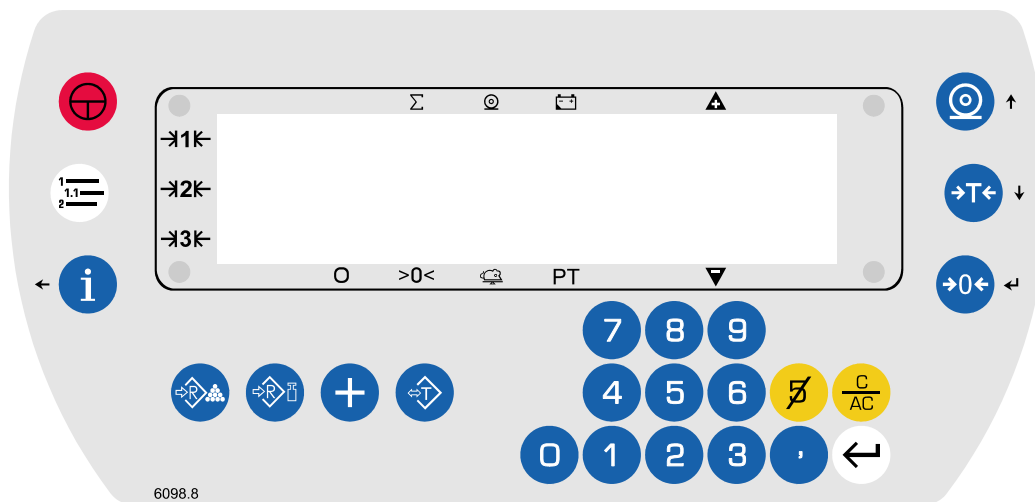 Σ
→1←
1
1.1
2
→2←
→T←
→3←
i
O >0< PT
→0←
7 8 9
R R + T
4 5 6 5 C
AC
0 1 2 3 ,
6098.8